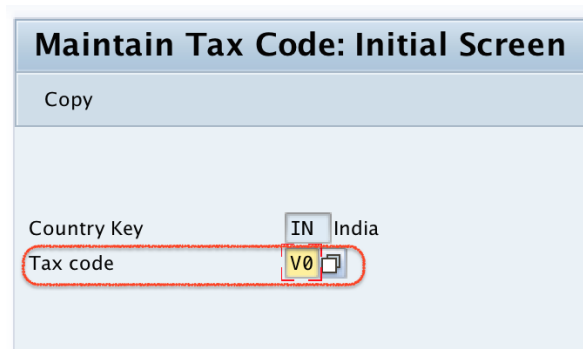 Maintain Tax Code: Initial Screen
Copy
Country Key IN India
Tax code V0